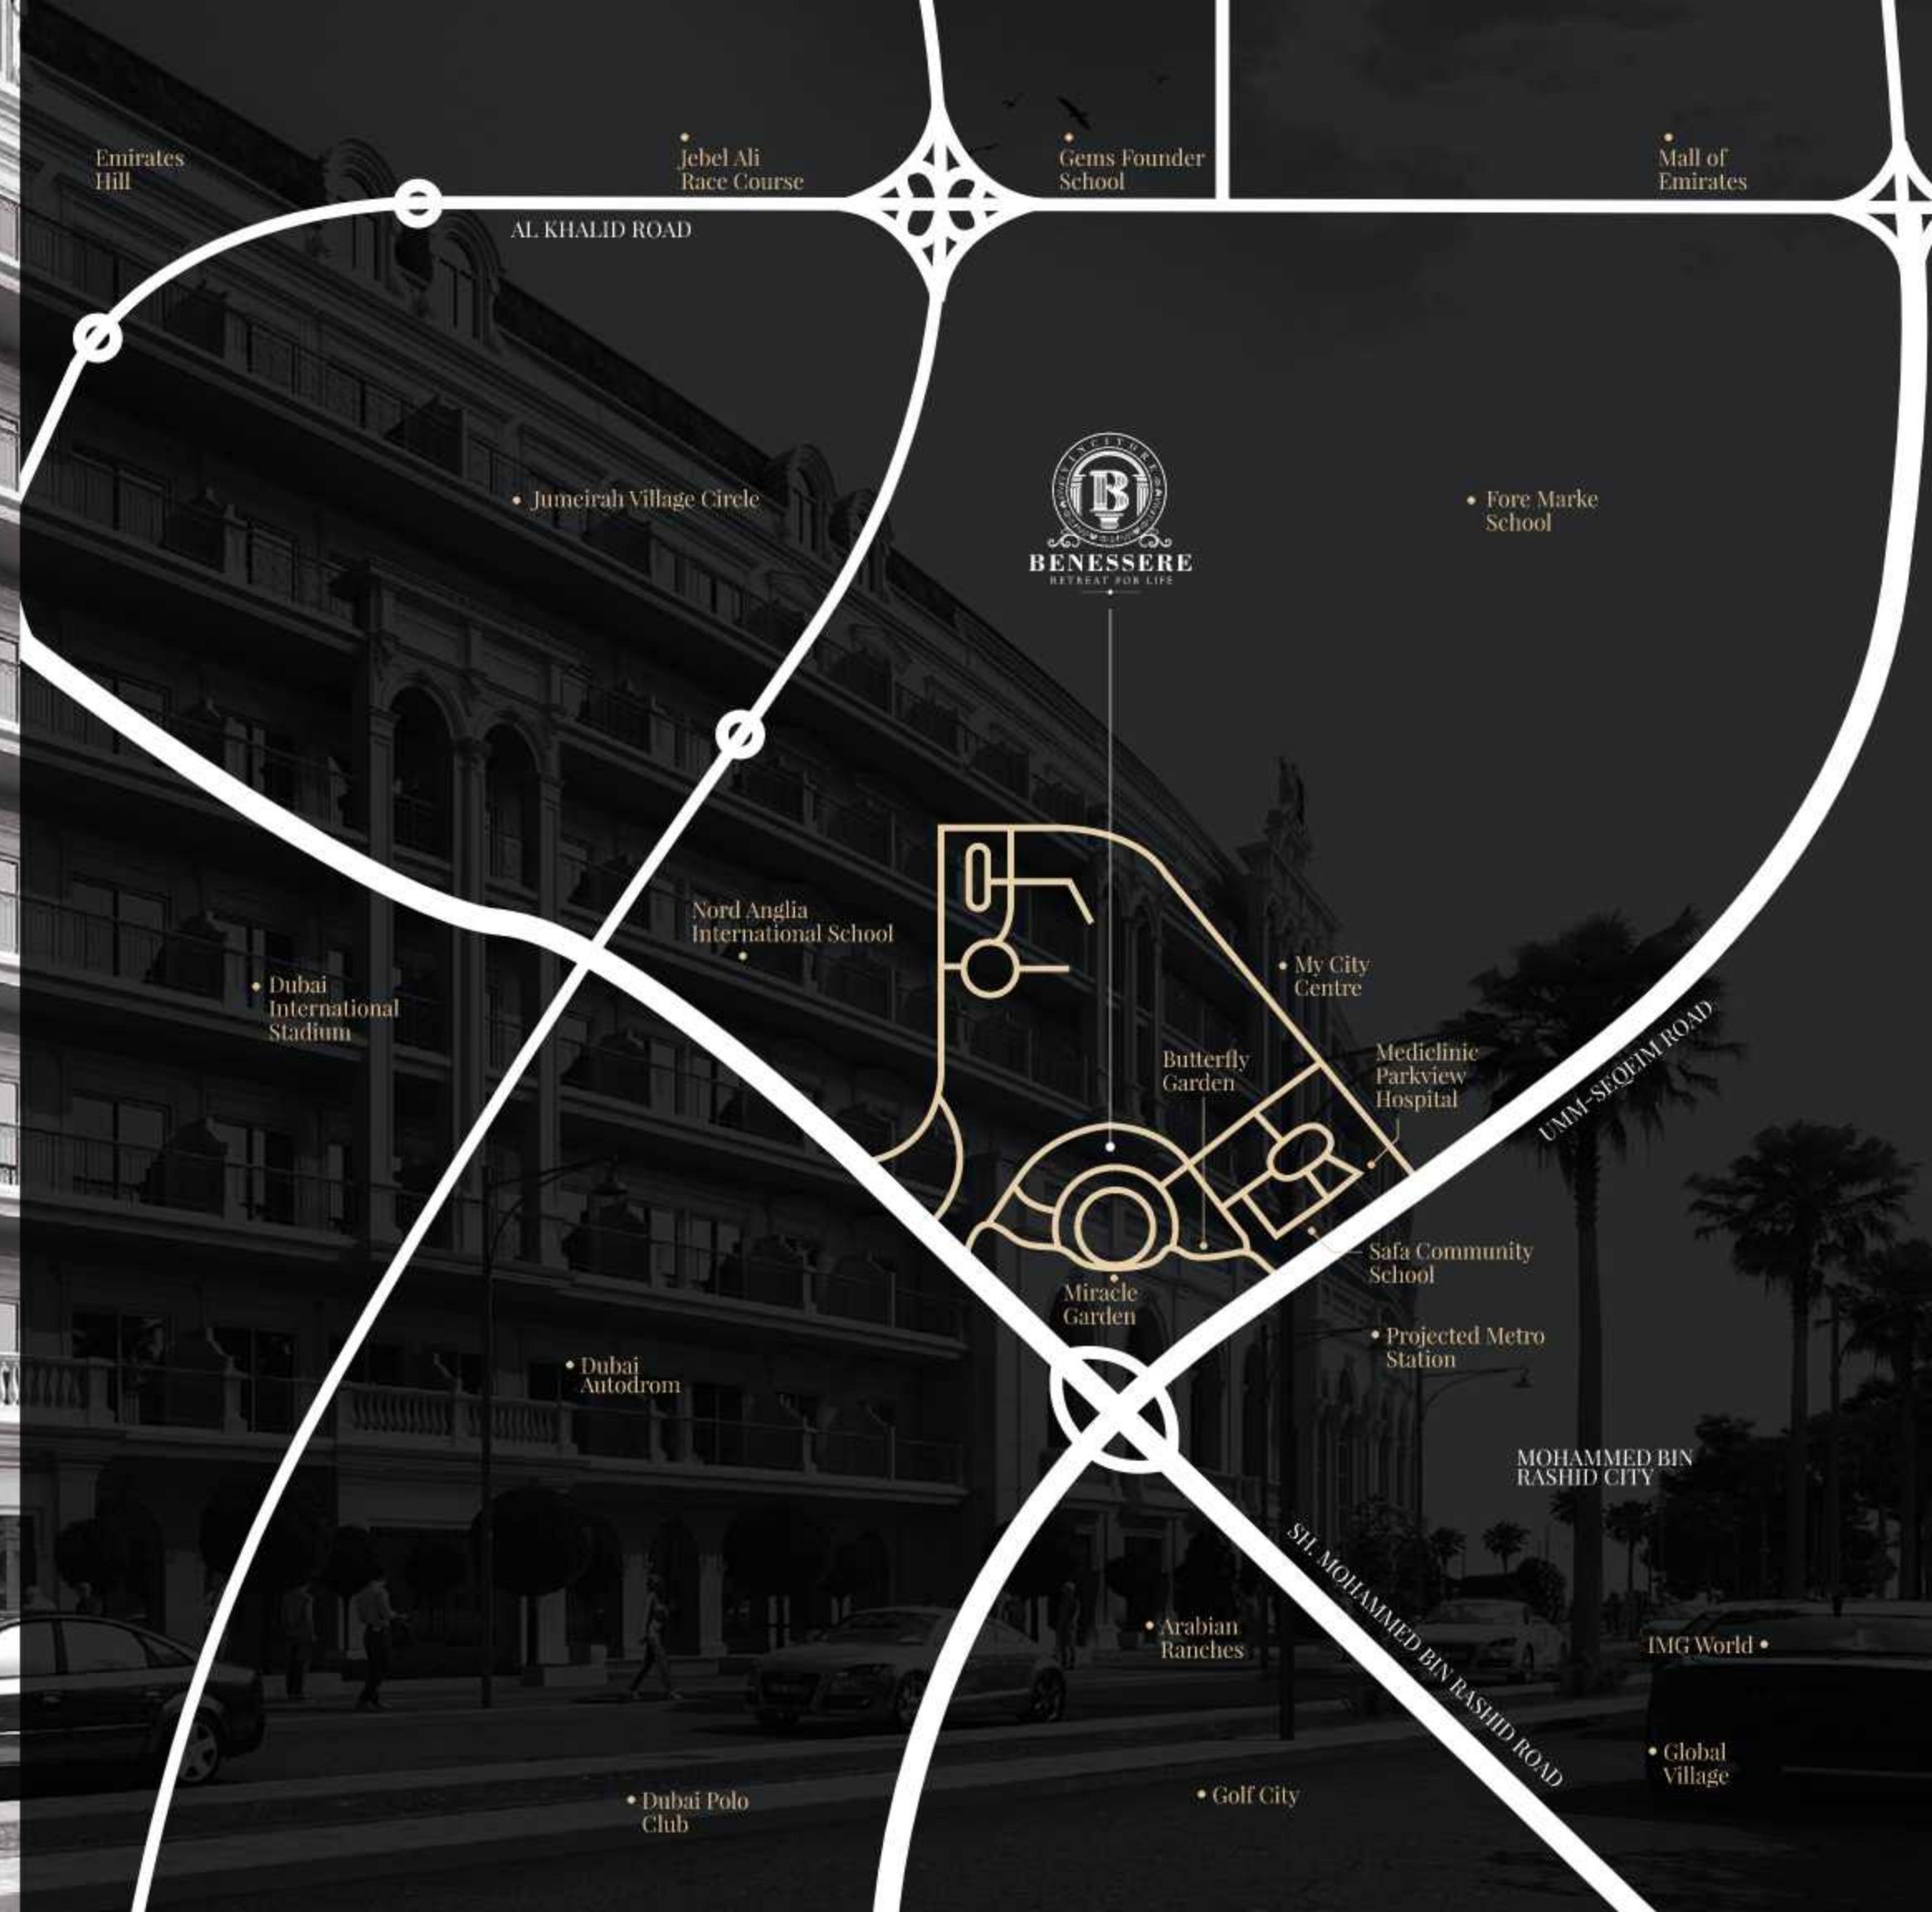 Emirates
Hill
Jebel Ali
Race Course
Gems Founder
School
Mall of
Emirates
AL KHALID ROAD
VINCITORE
B
BENESSERE
RETREAT FOR LIFE
Jumeirah Village Circle
Fore Marke
School
Nord Anglia
International School
Dubai
International
Stadium
My City
Centre
Butterfly
Garden
Mediclinic
Parkview
Hospital
UMM-SEQEIM ROAD
Safa Community
School
Miracle
Garden
Projected Metro
Station
Dubai
Autodrom
MOHAMMED BIN
RASHID CITY
SH. MOHAMMED BIN RASHID ROAD
Arabian
Ranches
IMG World
Global
Village
Dubai Polo
Club
Golf City